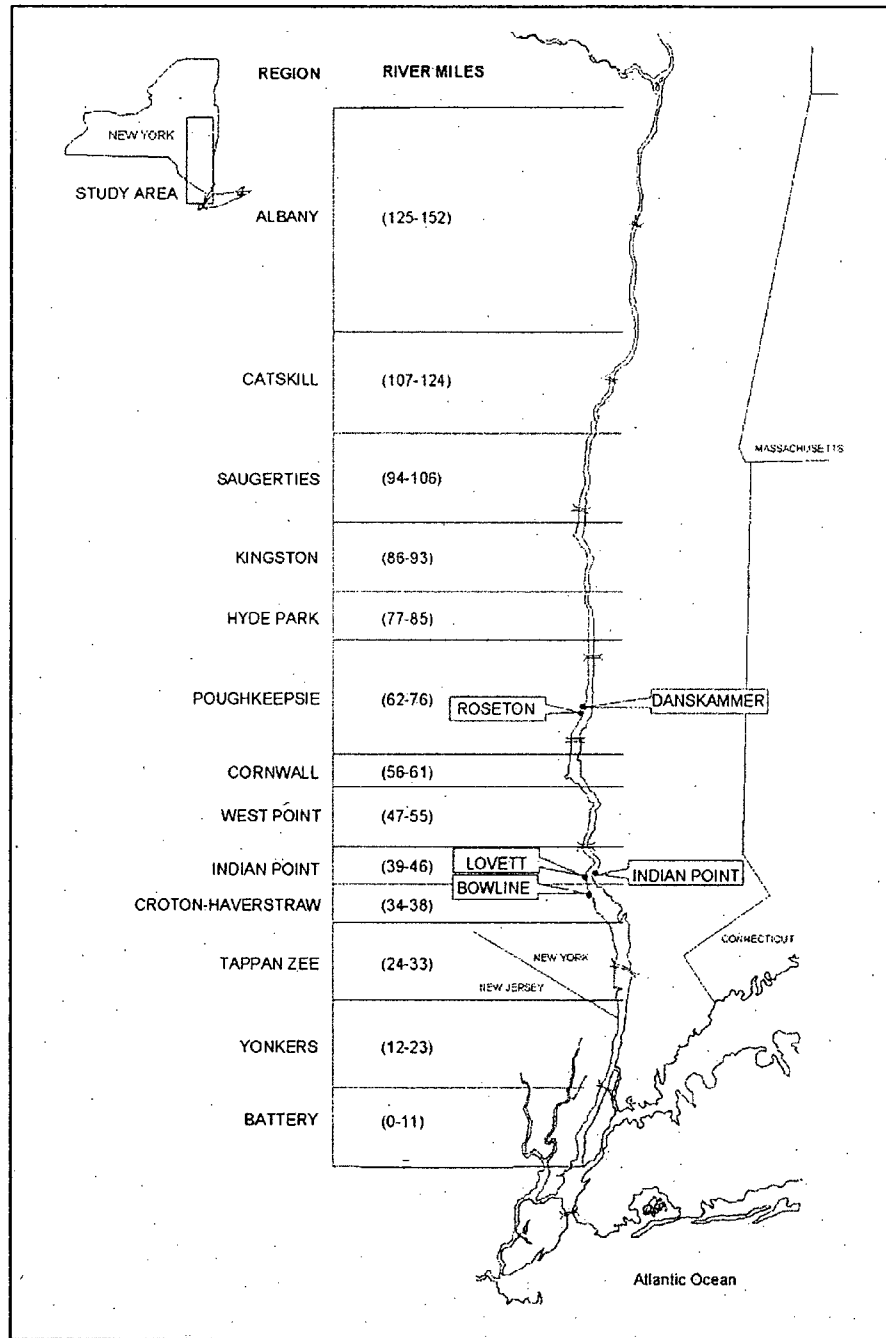 REGION RIVER MILES
NEW YORK
STUDY AREA
ALBANY (125-152)
CATSKILL (107-124)
MASSACHUSETTS
SAUGERTIES (94-106)
KINGSTON (86-93)
HYDE PARK (77-85)
POUGHKEEPSIE (62-76)
ROSETON
DANSKAMMER
CORNWALL (56-61)
WEST POINT (47-55)
INDIAN POINT (39-46)
LOVETT
INDIAN POINT
BOWLINE
CROTON-HAVERSTRAW (34-38)
CONNECTICUT
TAPPAN ZEE (24-33)
NEW YORK
NEW JERSEY
YONKERS (12-23)
BATTERY (0-11)
Atlantic Ocean